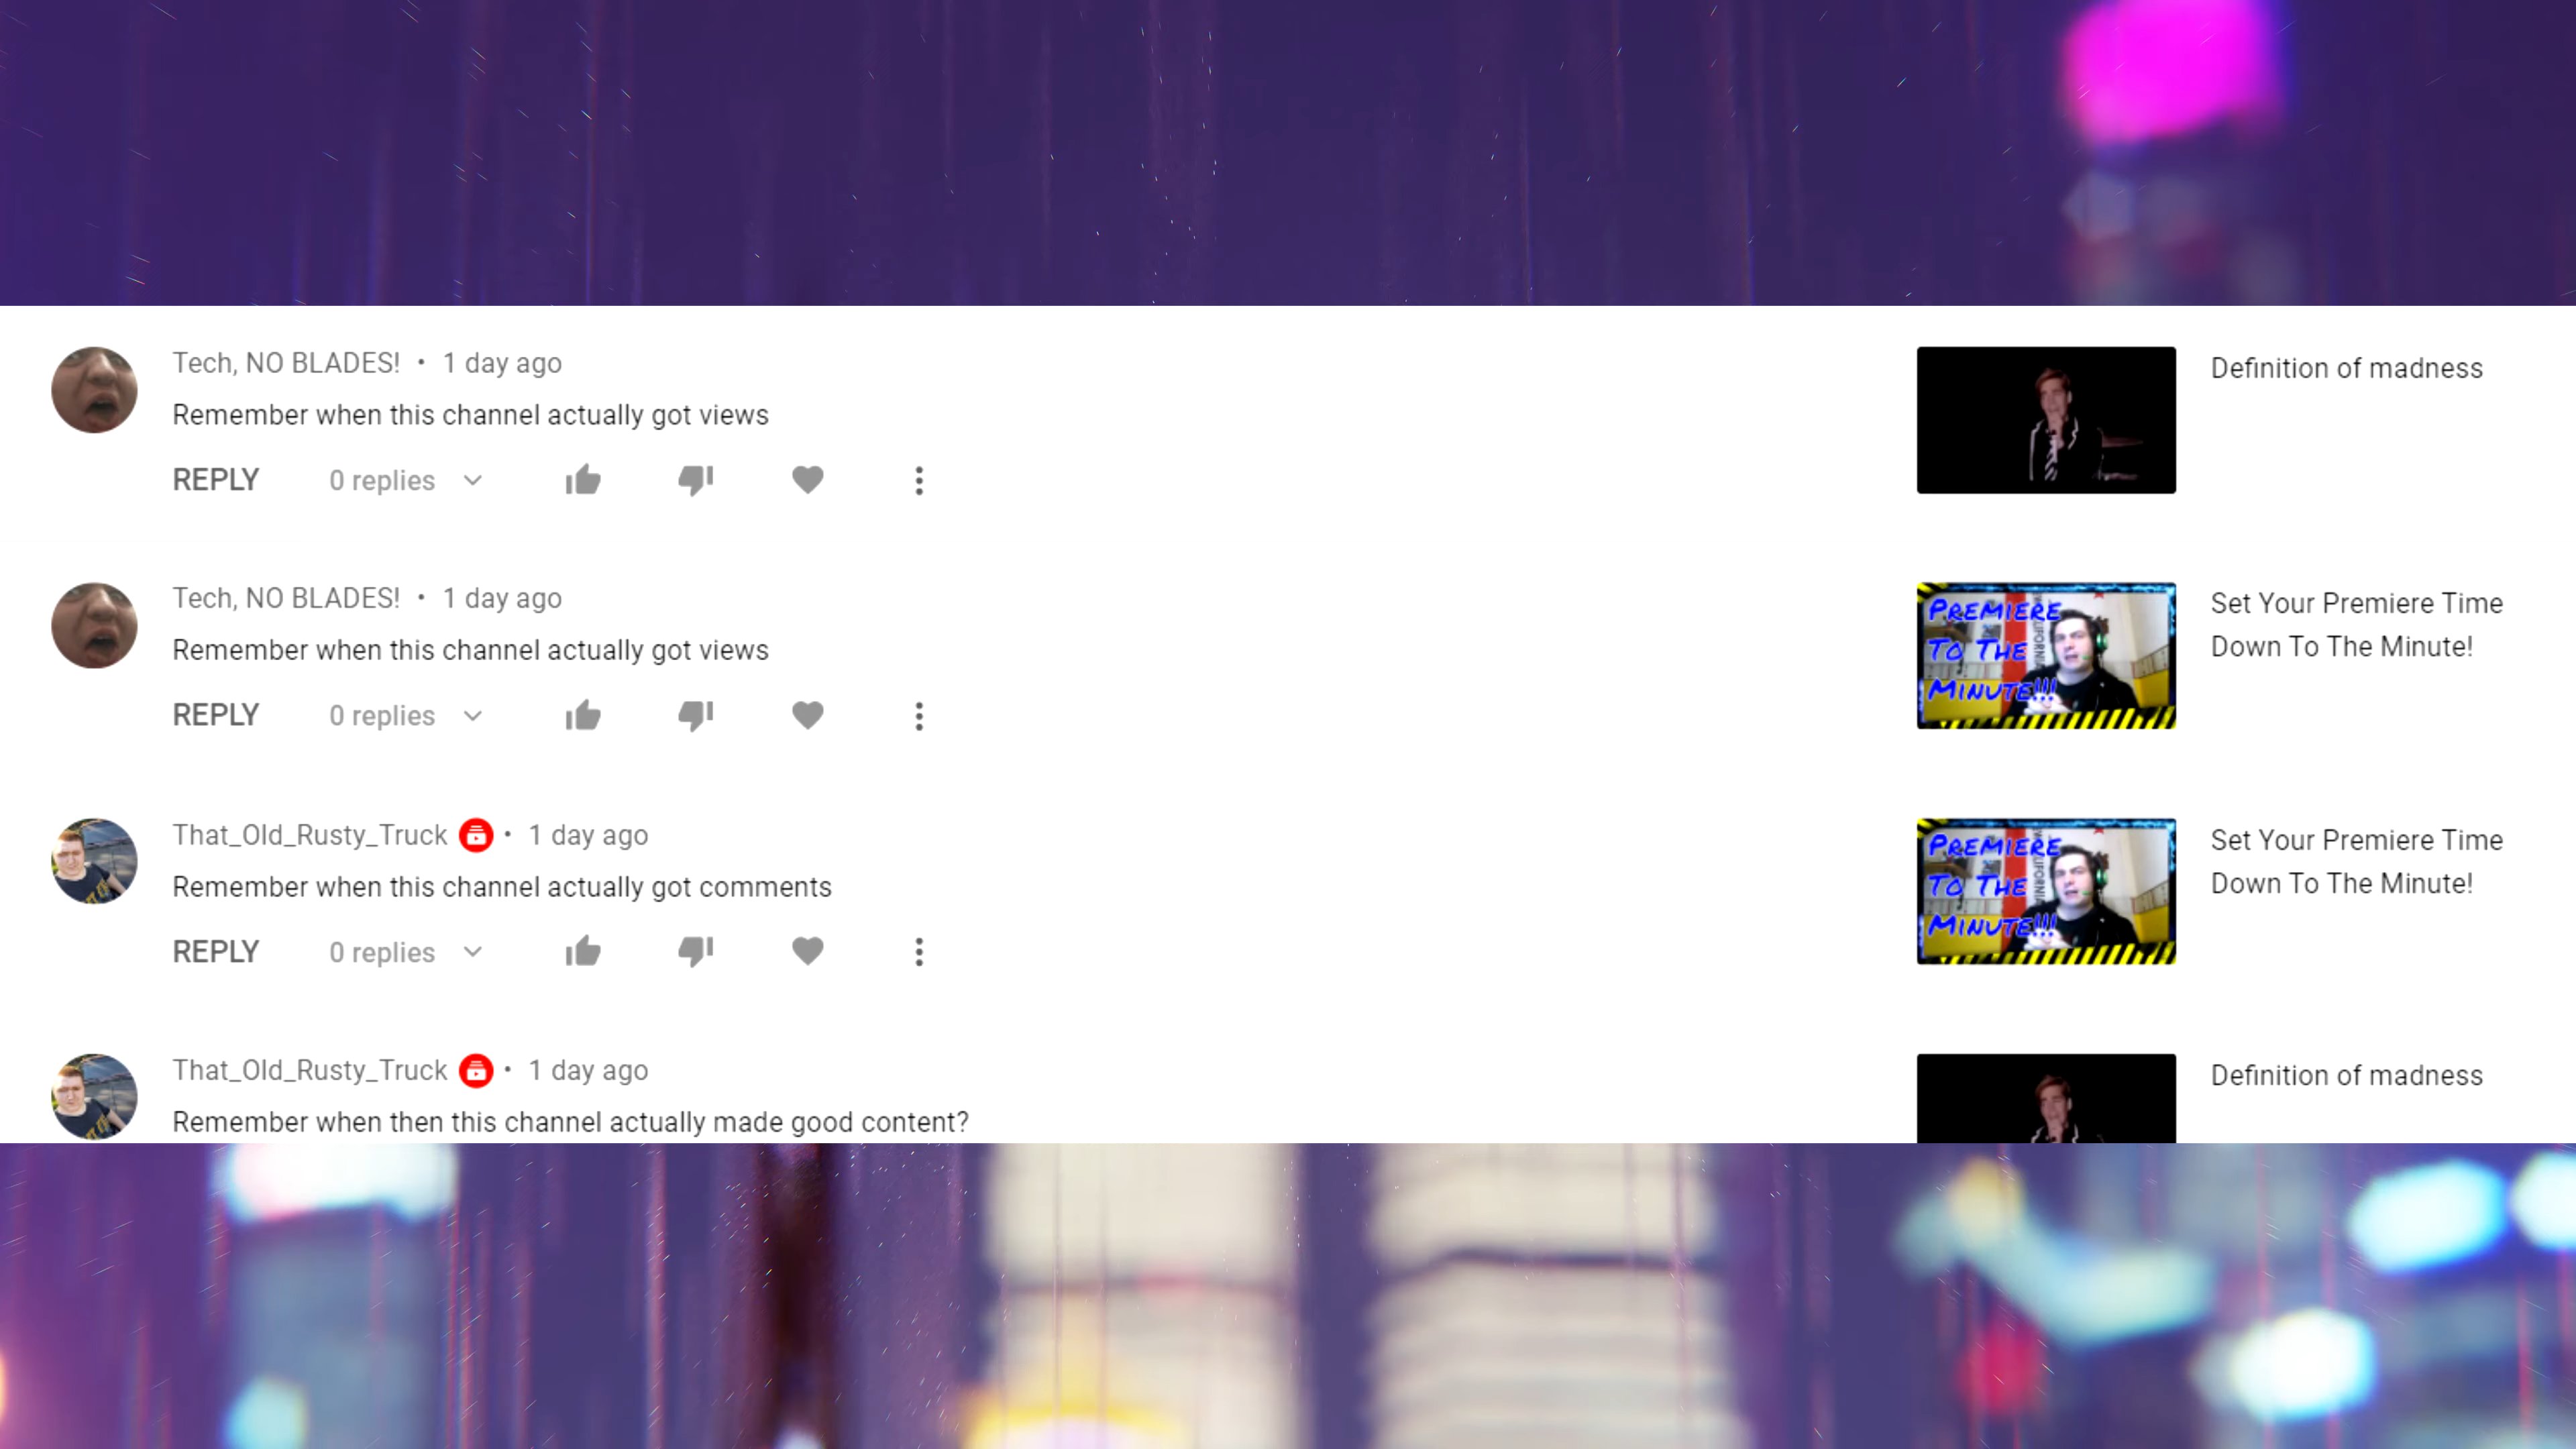 Tech, NO BLADES! • 1 day ago
Remember when this channel actually got views
REPLY 0 replies
Definition of madness
Tech, NO BLADES! • 1 day ago
Remember when this channel actually got views
REPLY 0 replies
PREMIERE
TO THE
MINUTE!!!
Set Your Premiere Time
Down To The Minute!
That_Old_Rusty_Truck • 1 day ago
Remember when this channel actually got comments
REPLY 0 replies
PREMIERE
TO THE
MINUTE!!!
Set Your Premiere Time
Down To The Minute!
That_Old_Rusty_Truck • 1 day ago
Remember when then this channel actually made good content?
Definition of madness